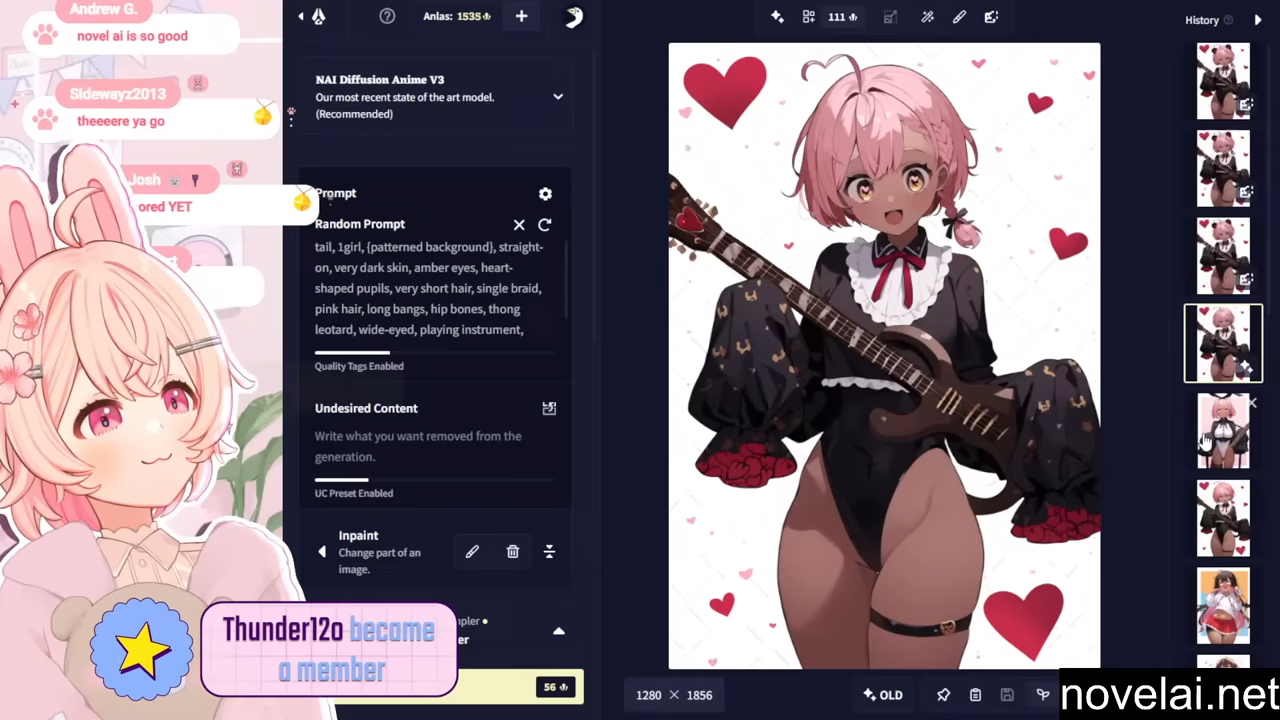 Andrew G.
novel ai is so good
Sidewayz2013
theeeere ya go
Josh
ored YET
Anlas: 1535
111
History
NAI Diffusion Anime V3
Our most recent state of the art model.
(Recommended)
Prompt
Random Prompt
tail, 1girl, {patterned background}, straight-
on, very dark skin, amber eyes, heart-
shaped pupils, very short hair, single braid,
pink hair, long bangs, hip bones, thong
leotard, wide-eyed, playing instrument,
Quality Tags Enabled
Undesired Content
Write what you want removed from the
generation.
UC Preset Enabled
Inpaint
Change part of an
image.
mpler
er
Thunder12o became
a member
56
1280 × 1856
OLD
novelai.net